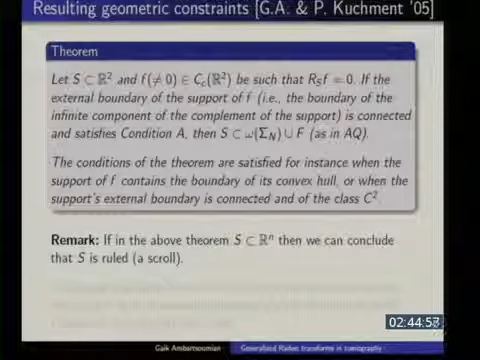 Resulting geometric constraints [G.A. & P. Kuchment '05]
Theorem
Let S ⊂ ℝ² and f(≠ 0) ∈ C_c(ℝ²) be such that R_S f = 0. If the
external boundary of the support of f (i.e., the boundary of the
infinite component of the complement of the support) is connected
and satisfies Condition A, then S ⊂ ω(Σ_N) ∪ F (as in AQ).
The conditions of the theorem are satisfied for instance when the
support of f contains the boundary of its convex hull, or when the
support's external boundary is connected and of the class C².
Remark: If in the above theorem S ⊂ ℝⁿ then we can conclude
that S is ruled (a scroll).
02:44:57
Gaik Ambartsoumian Generalized Radon transforms in tomography